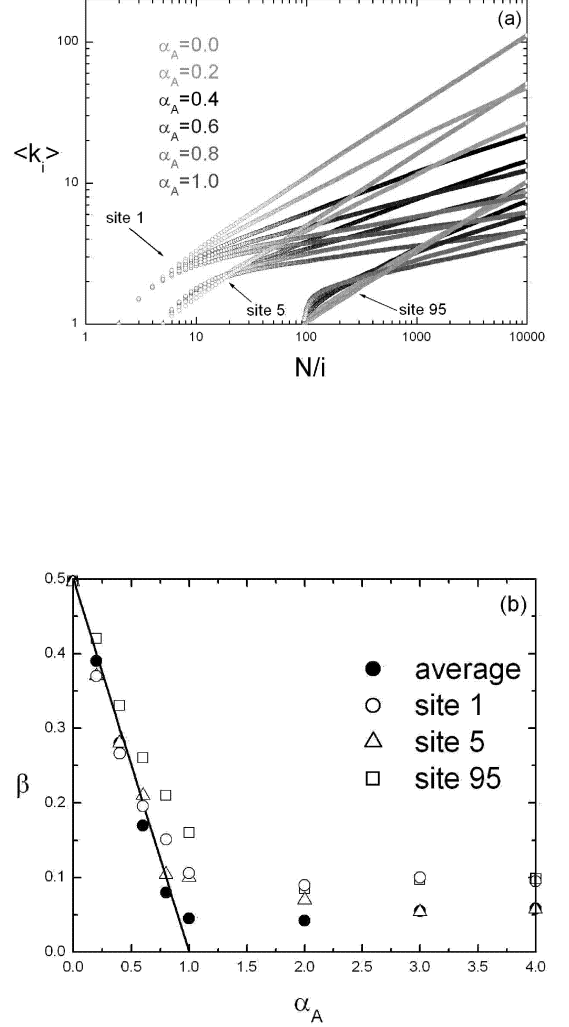 (a)
100
10
1
<k_i>
α_A=0.0
α_A=0.2
α_A=0.4
α_A=0.6
α_A=0.8
α_A=1.0
site 1
site 5
site 95
1 10 100 1000 10000
N/i
(b)
0.5
0.4
0.3
0.2
0.1
0.0
β
average
site 1
site 5
site 95
0.0 0.5 1.0 1.5 2.0 2.5 3.0 3.5 4.0
α_A